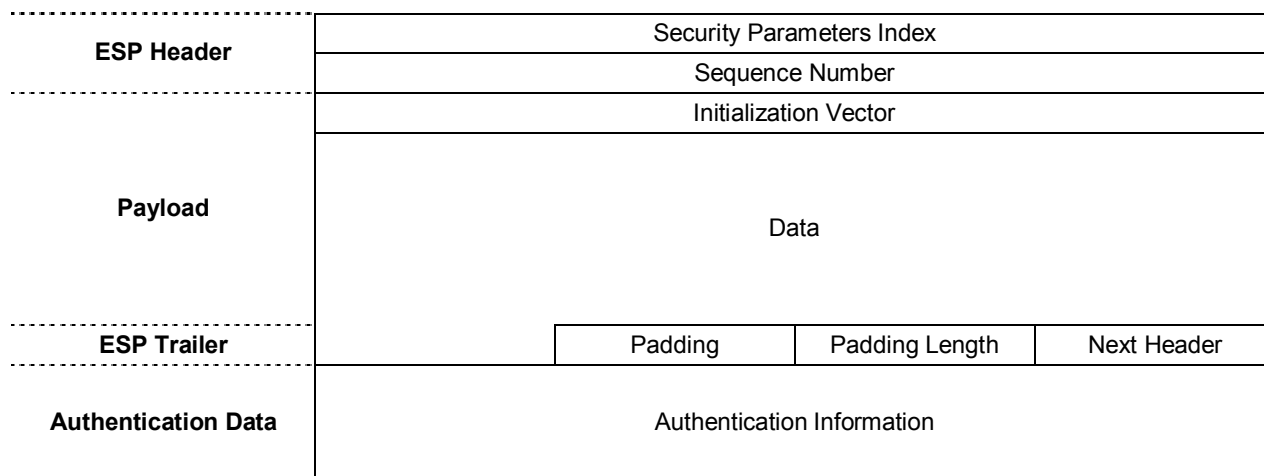 ESP Header
Security Parameters Index
Sequence Number
Initialization Vector
Payload
Data
ESP Trailer
Padding
Padding Length
Next Header
Authentication Data
Authentication Information